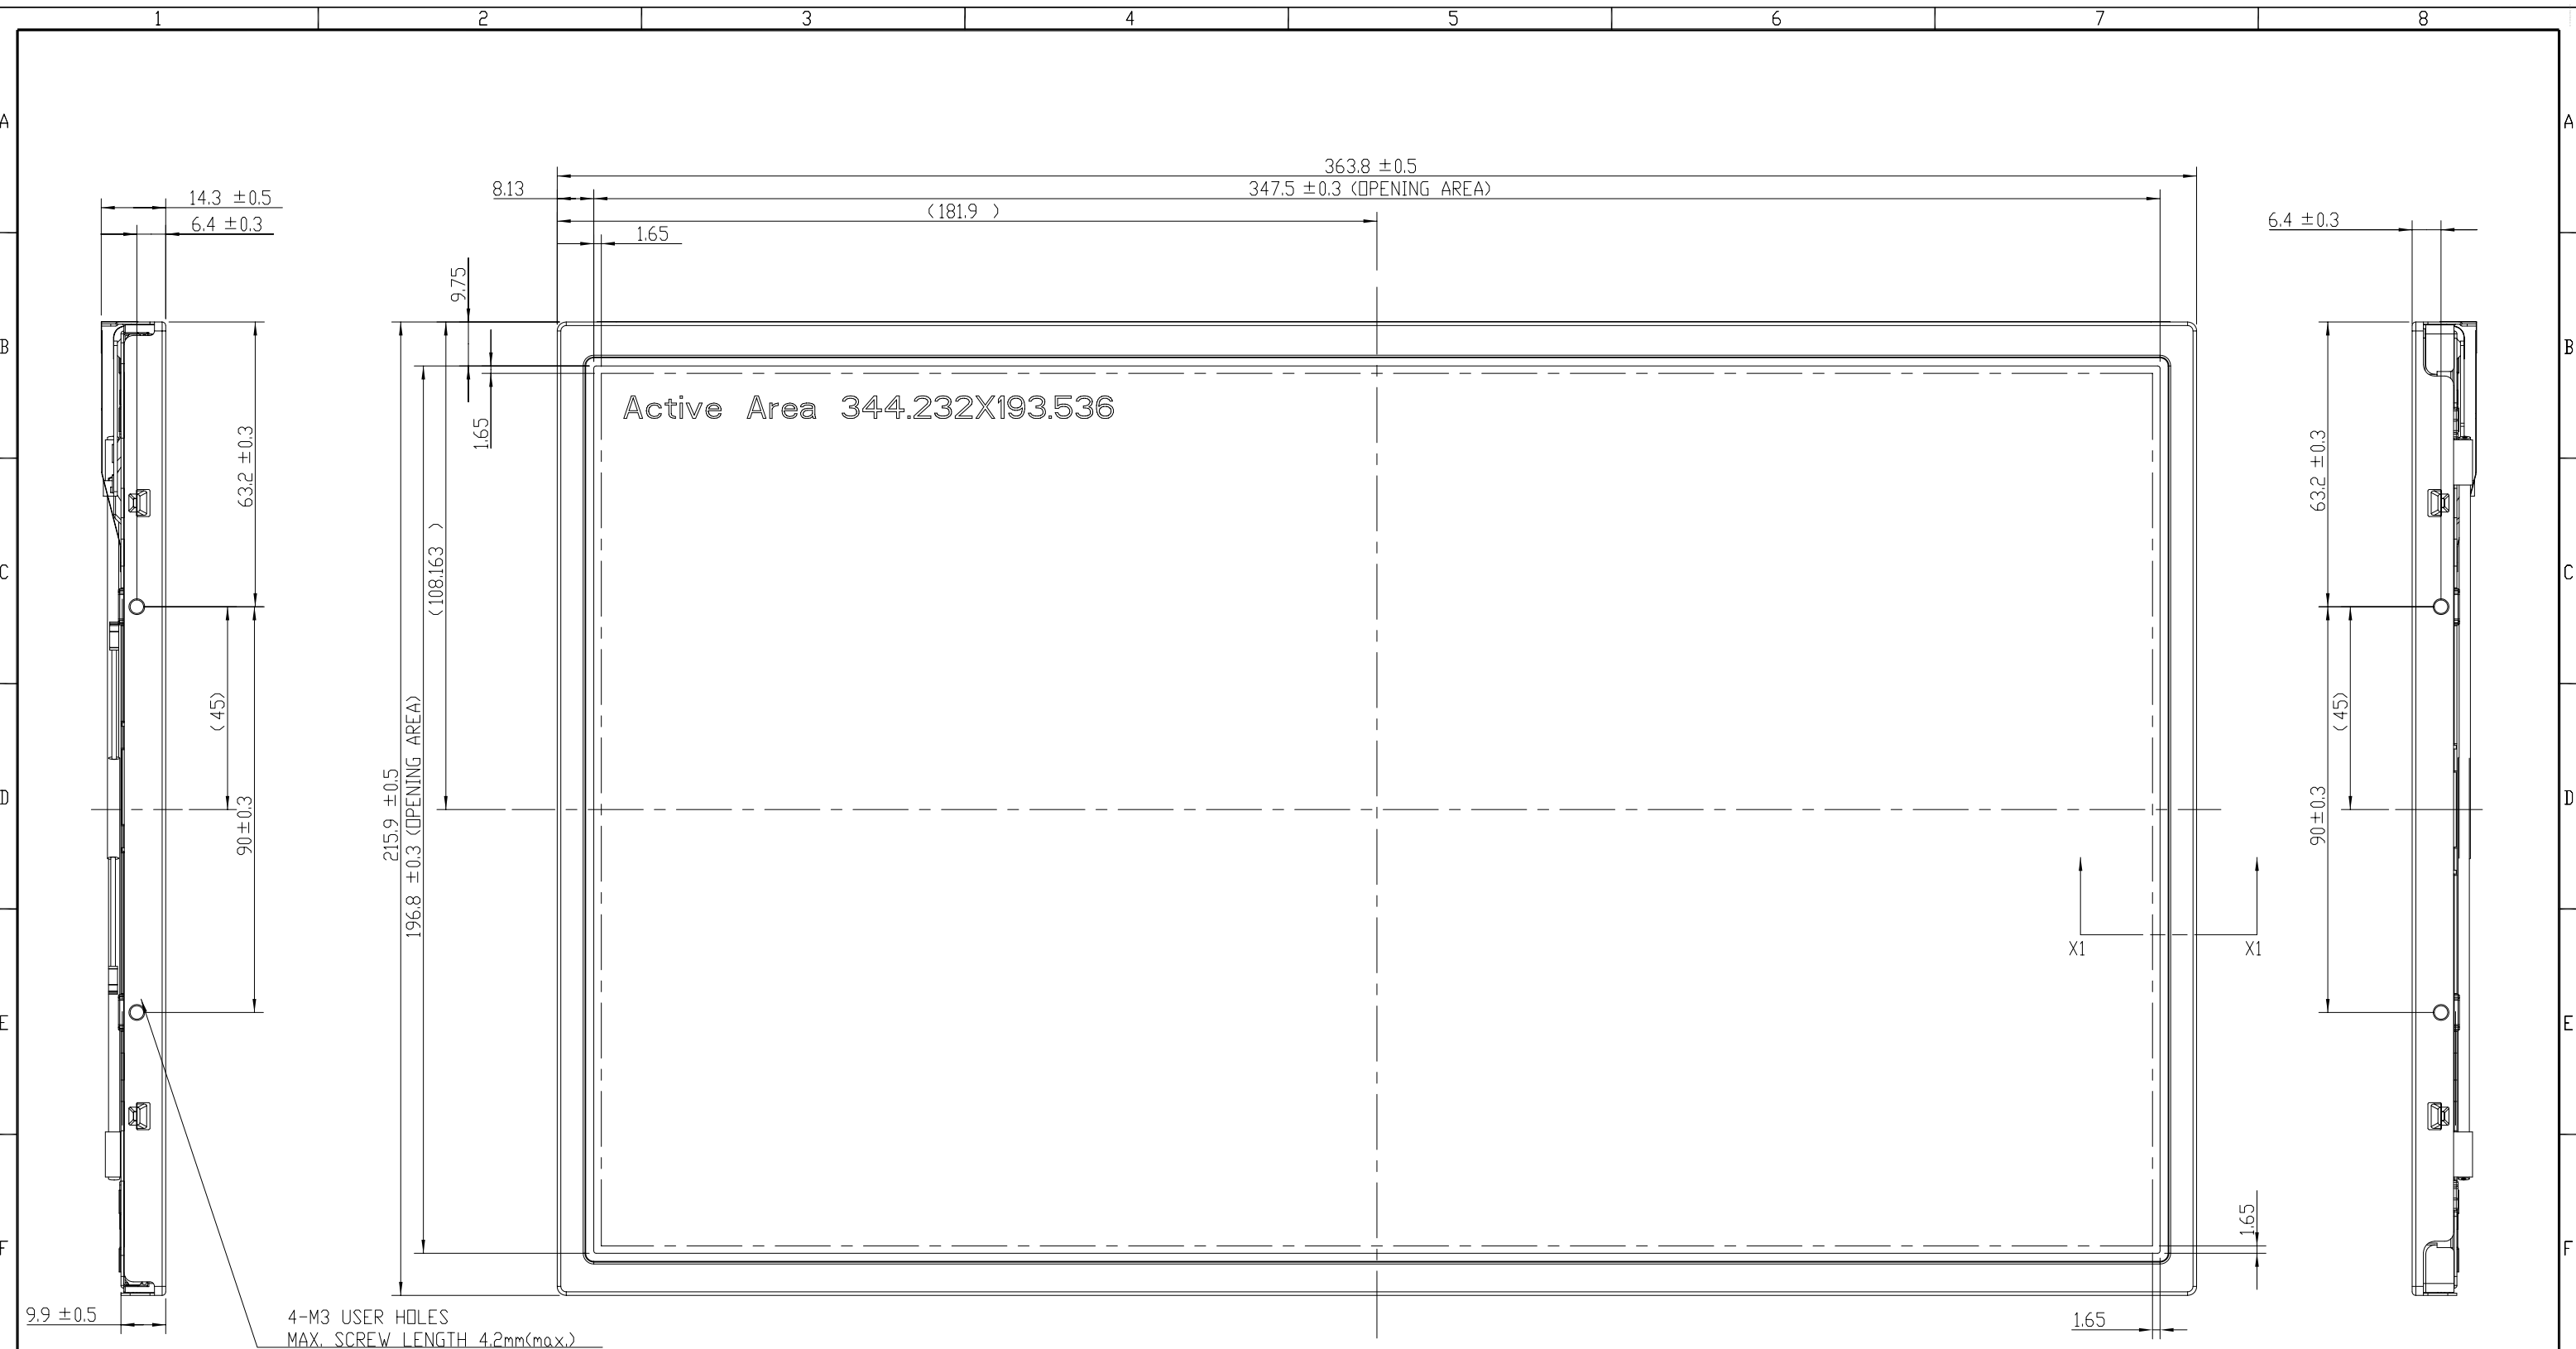 1 2 3 4 5 6 7 8
A A
363.8 ±0.5
8.13 347.5 ±0.3 (OPENING AREA)
14.3 ±0.5
(181.9 )
6.4 ±0.3 6.4 ±0.3
1.65
9.75
B B
Active Area 344.232X193.536
1.65
63.2 ±0.3 63.2 ±0.3
(108.163 )
C C
(45) (45)
215.9 ±0.5
196.8 ±0.3 (OPENING AREA)
90±0.3 90±0.3
D D
X1 X1
E E
1.65
F F
9.9 ±0.5
4-M3 USER HOLES
MAX. SCREW LENGTH 4.2mm(max.)
1.65